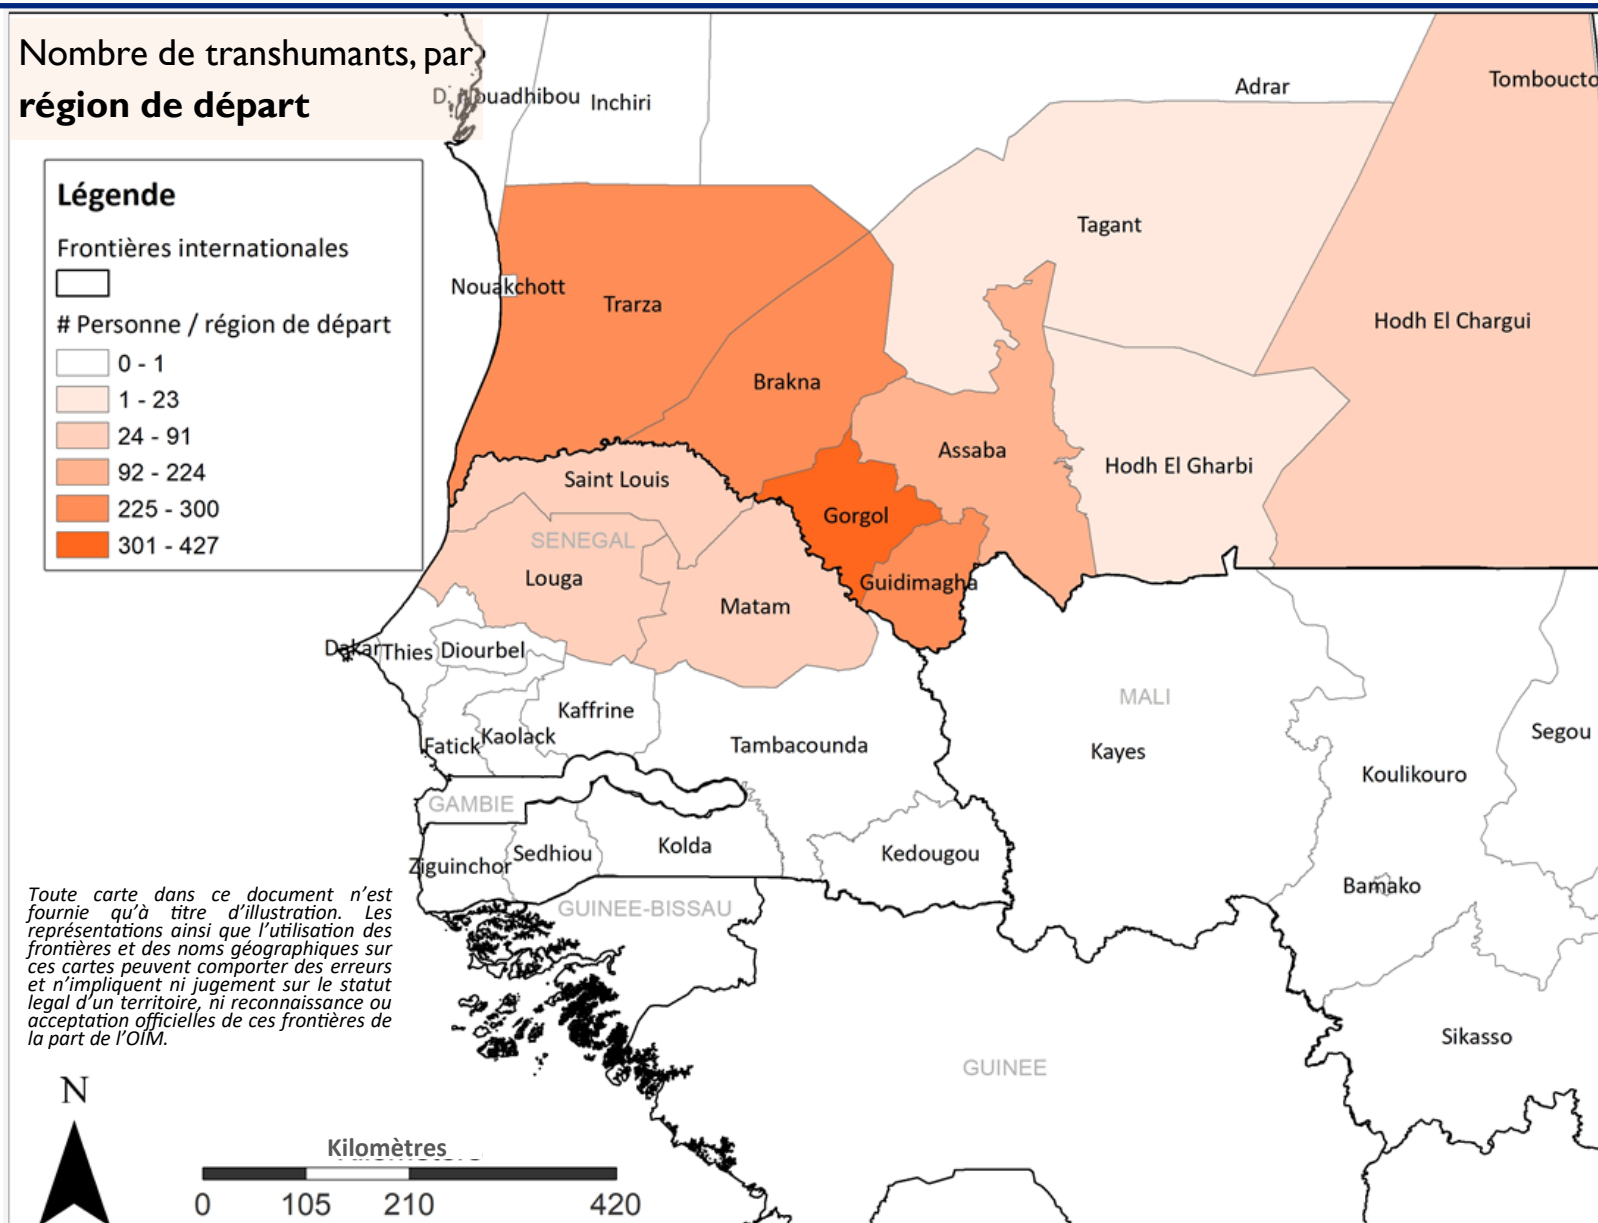 Nombre de transhumants, par
région de départ
Légende
Frontières internationales
# Personne / région de départ
0 - 1
1 - 23
24 - 91
92 - 224
225 - 300
301 - 427
Inchiri
Adrar
Tagant
Nouakchott
Trarza
Hodh El Chargui
Brakna
Assaba
Hodh El Gharbi
Saint Louis
Gorgol
SENEGAL
Louga
Guidimagha
Matam
Dakar
Thies
Diourbel
MALI
Kaffrine
Fatick
Kaolack
Tambacounda
Kayes
Segou
Koulikouro
GAMBIE
Ziguinchor
Sedhiou
Kolda
Kedougou
Bamako
GUINEE-BISSAU
Toute carte dans ce document n'est
fournie qu'à titre d'illustration. Les
représentations ainsi que l'utilisation des
frontières et des noms géographiques sur
ces cartes peuvent comporter des erreurs
et n'impliquent ni jugement sur le statut
legal d'un territoire, ni reconnaissance ou
acceptation officielles de ces frontières de
la part de l'OIM.
Sikasso
GUINEE
N
Kilomètres
0 105 210 420